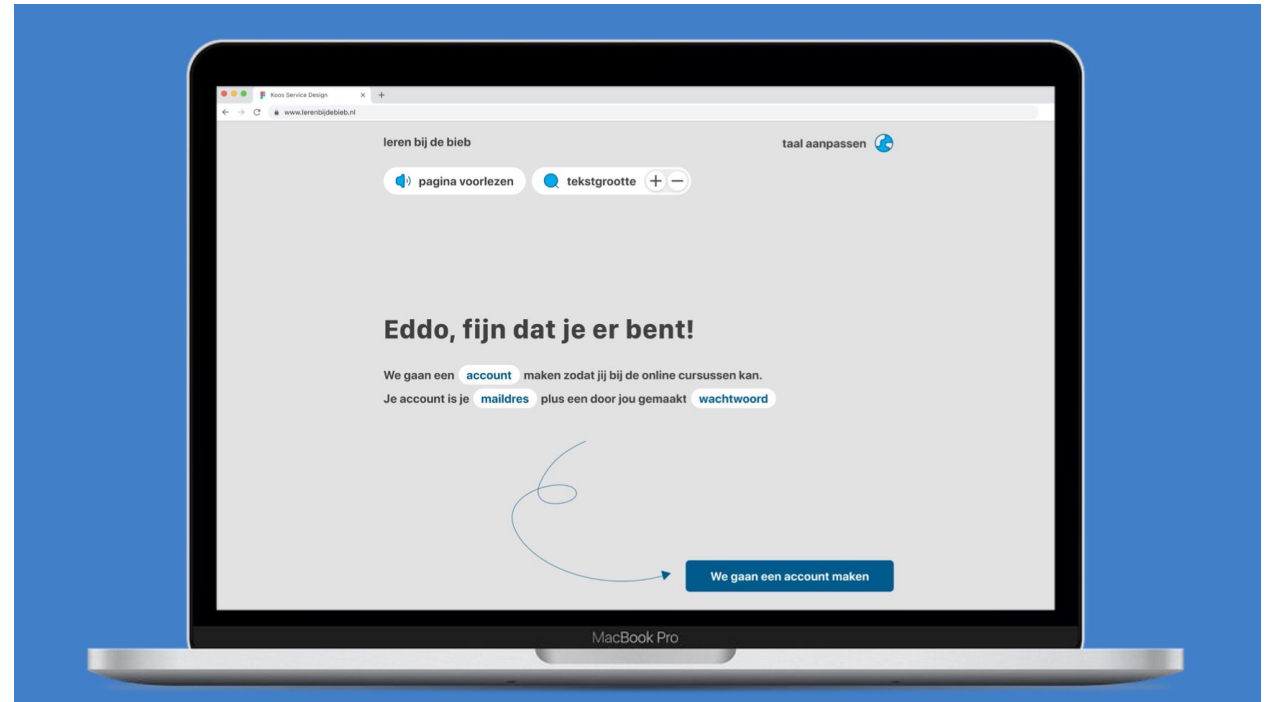 Koos Service Design
www.lerenbijdebieb.nl
leren bij de bieb
taal aanpassen
pagina voorlezen
tekstgrootte + −
Eddo, fijn dat je er bent!
We gaan een account maken zodat jij bij de online cursussen kan.
Je account is je maildres plus een door jou gemaakt wachtwoord
We gaan een account maken
MacBook Pro